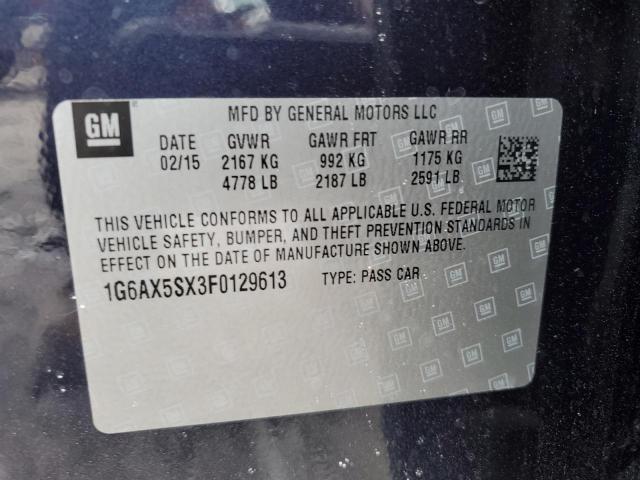 GM
MFD BY GENERAL MOTORS LLC
DATE GVWR GAWR FRT GAWR RR
02/15 2167 KG 992 KG 1175 KG
4778 LB 2187 LB 2591 LB
THIS VEHICLE CONFORMS TO ALL APPLICABLE U.S. FEDERAL MOTOR
VEHICLE SAFETY, BUMPER, AND THEFT PREVENTION STANDARDS IN
EFFECT ON THE DATE OF MANUFACTURE SHOWN ABOVE.
1G6AX5SX3F0129613 TYPE: PASS CAR